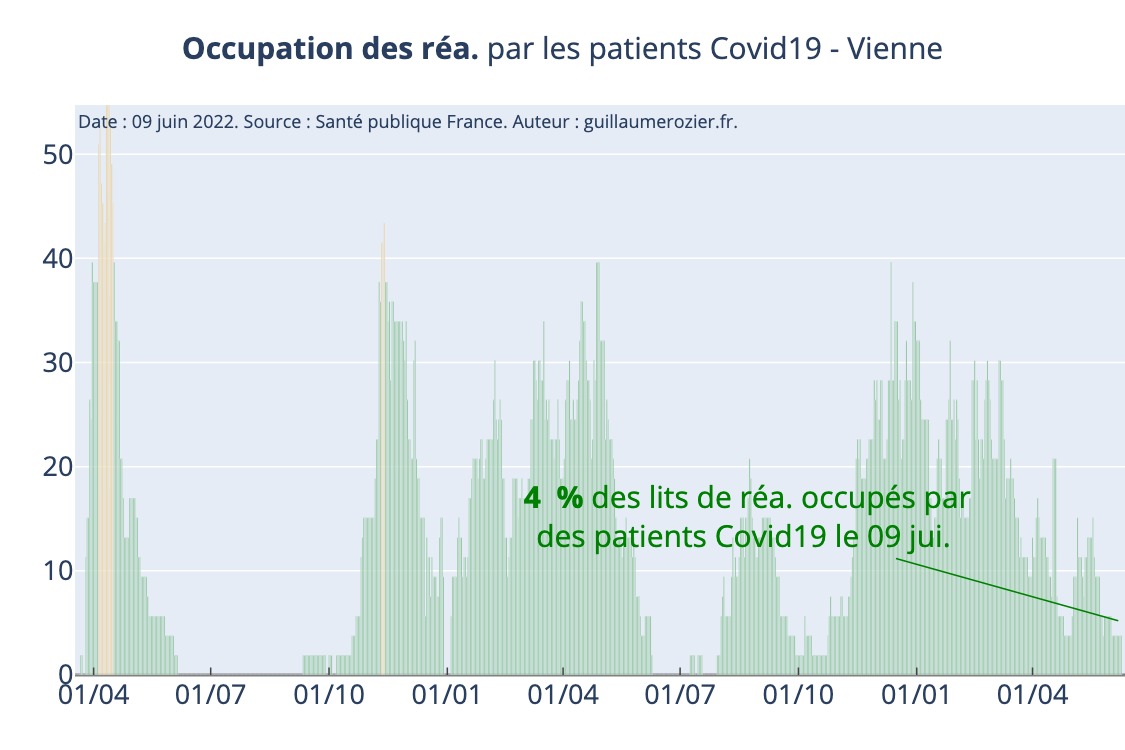 Occupation des réa. par les patients Covid19 - Vienne
Date : 09 juin 2022. Source : Santé publique France. Auteur : guillaumerozier.fr.
50
40
30
20
10
0
4 % des lits de réa. occupés par
des patients Covid19 le 09 jui.
01/04 01/07 01/10 01/01 01/04 01/07 01/10 01/01 01/04